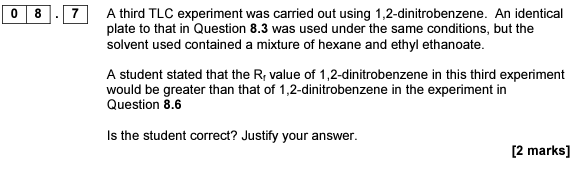 0 8 . 7 A third TLC experiment was carried out using 1,2-dinitrobenzene. An identical
plate to that in Question 8.3 was used under the same conditions, but the
solvent used contained a mixture of hexane and ethyl ethanoate.
A student stated that the Rf value of 1,2-dinitrobenzene in this third experiment
would be greater than that of 1,2-dinitrobenzene in the experiment in
Question 8.6
Is the student correct? Justify your answer.
[2 marks]